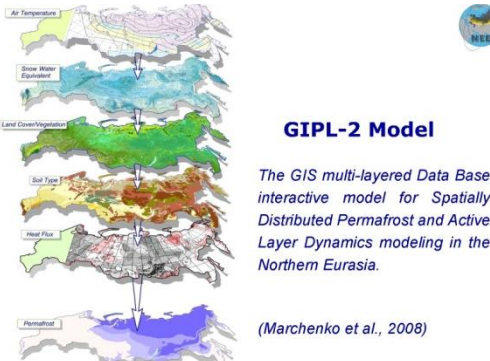 Air Temperature
Snow Water
Equivalent
Land Cover/Vegetation
Soil Type
Heat Flux
Permafrost
GIPL-2 Model
The GIS multi-layered Data Base
interactive model for Spatially
Distributed Permafrost and Active
Layer Dynamics modeling in the
Northern Eurasia.
(Marchenko et al., 2008)